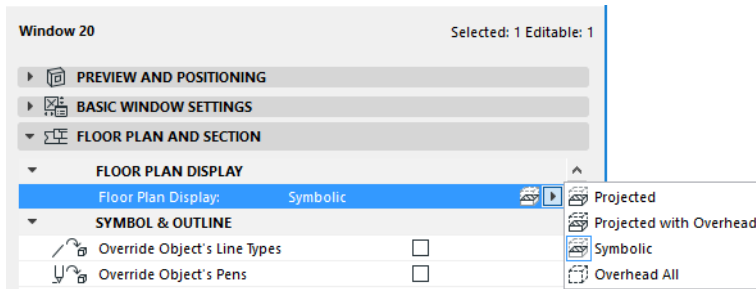 Window 20 Selected: 1 Editable: 1
PREVIEW AND POSITIONING
BASIC WINDOW SETTINGS
FLOOR PLAN AND SECTION
FLOOR PLAN DISPLAY
Floor Plan Display: Symbolic
Projected
Projected with Overhead
Symbolic
Overhead All
SYMBOL & OUTLINE
Override Object's Line Types
Override Object's Pens